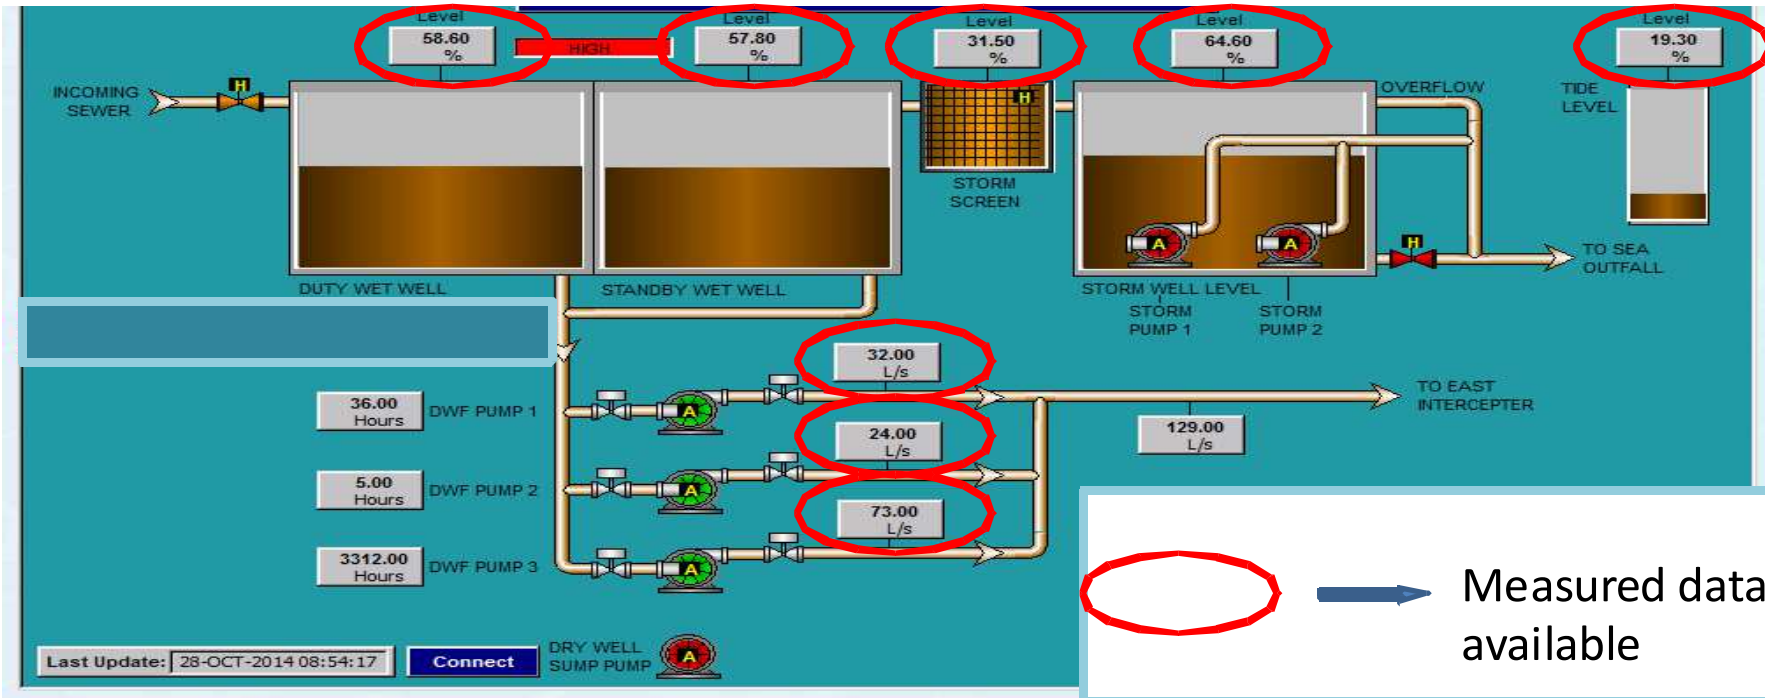 Level
58.60
%
HIGH
Level
57.80
%
Level
31.50
%
Level
64.60
%
Level
19.30
%
INCOMING
SEWER
H
H
OVERFLOW
TIDE
LEVEL
STORM
SCREEN
A
A
H
TO SEA
OUTFALL
DUTY WET WELL
STANDBY WET WELL
STORM WELL LEVEL
STORM
PUMP 1
STORM
PUMP 2
32.00
L/s
36.00
Hours
DWF PUMP 1
A
TO EAST
INTERCEPTER
129.00
L/s
24.00
L/s
5.00
Hours
DWF PUMP 2
A
73.00
L/s
3312.00
Hours
DWF PUMP 3
A
Measured data
available
Last Update: 28-OCT-2014 08:54:17
Connect
DRY WELL
SUMP PUMP
A